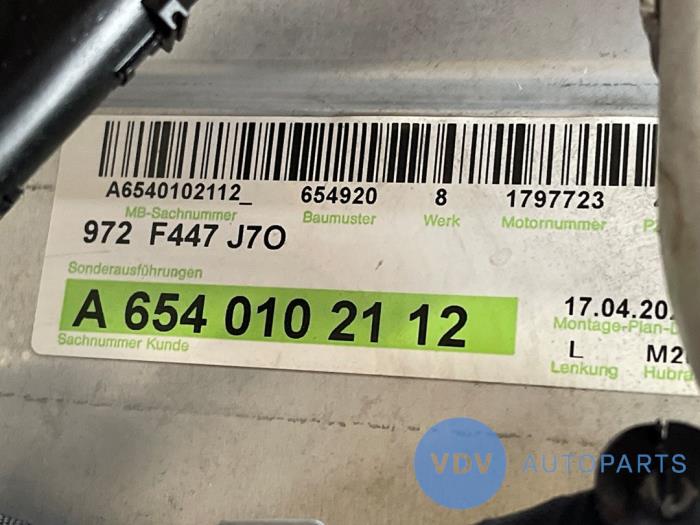 A6540102112_ 654920 8 1797723
MB-Sachnummer Baumuster Werk Motornummer
972 F447 J7O
Sonderausführungen
A 654 010 21 12 17.04.20
Sachnummer Kunde Montage-Plan-
L M2
Lenkung Hubra
VDV AUTOPARTS